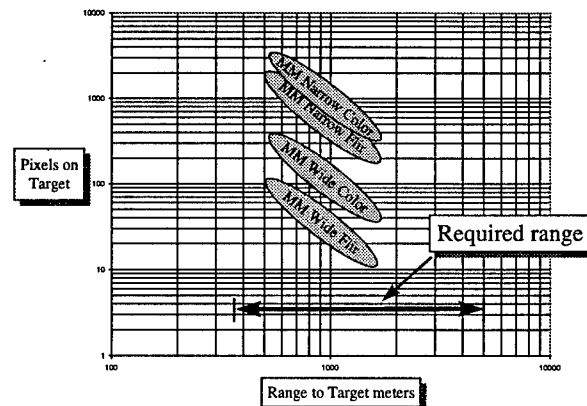 10000
1000
100
10
1
Pixels on
Target
MM Narrow Color
MM Narrow Flir
MM Wide Color
MM Wide Flir
Required range
100
1000
10000
Range to Target meters